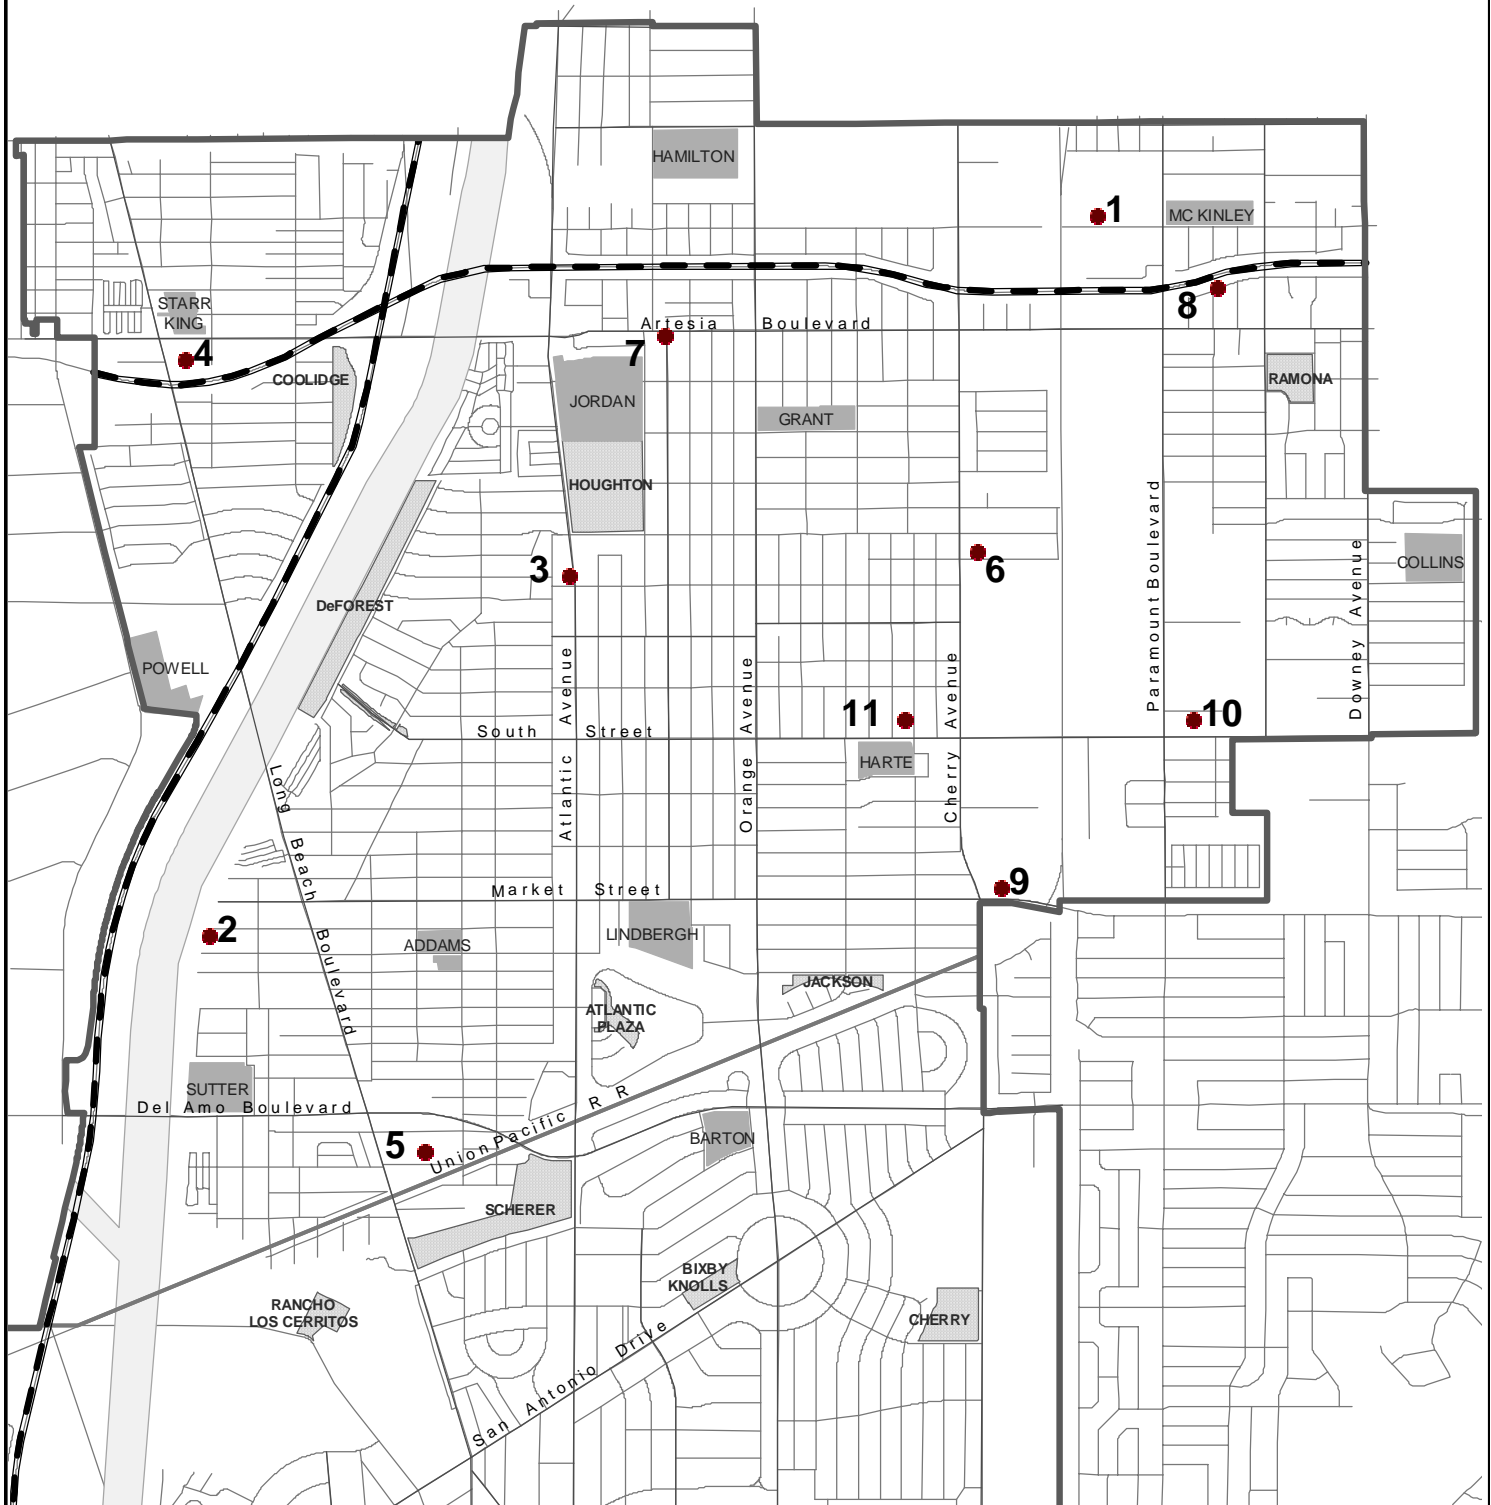 HAMILTON
1
MC KINLEY
STARR
KING
8
Artesia Boulevard
7
4
COOLIDGE
RAMONA
JORDAN
GRANT
HOUGHTON
Paramount Boulevard
3
6
COLLINS
DeFOREST
Downey Avenue
POWELL
Atlantic Avenue
Orange Avenue
Cherry Avenue
11
10
South Street
HARTE
Long Beach Boulevard
Market Street
9
2
ADDAMS
LINDBERGH
JACKSON
ATLANTIC
PLAZA
SUTTER
Del Amo Boulevard
Union Pacific R R
5
BARTON
SCHERER
BIXBY
KNOLLS
RANCHO
LOS CERRITOS
CHERRY
San Antonio Drive